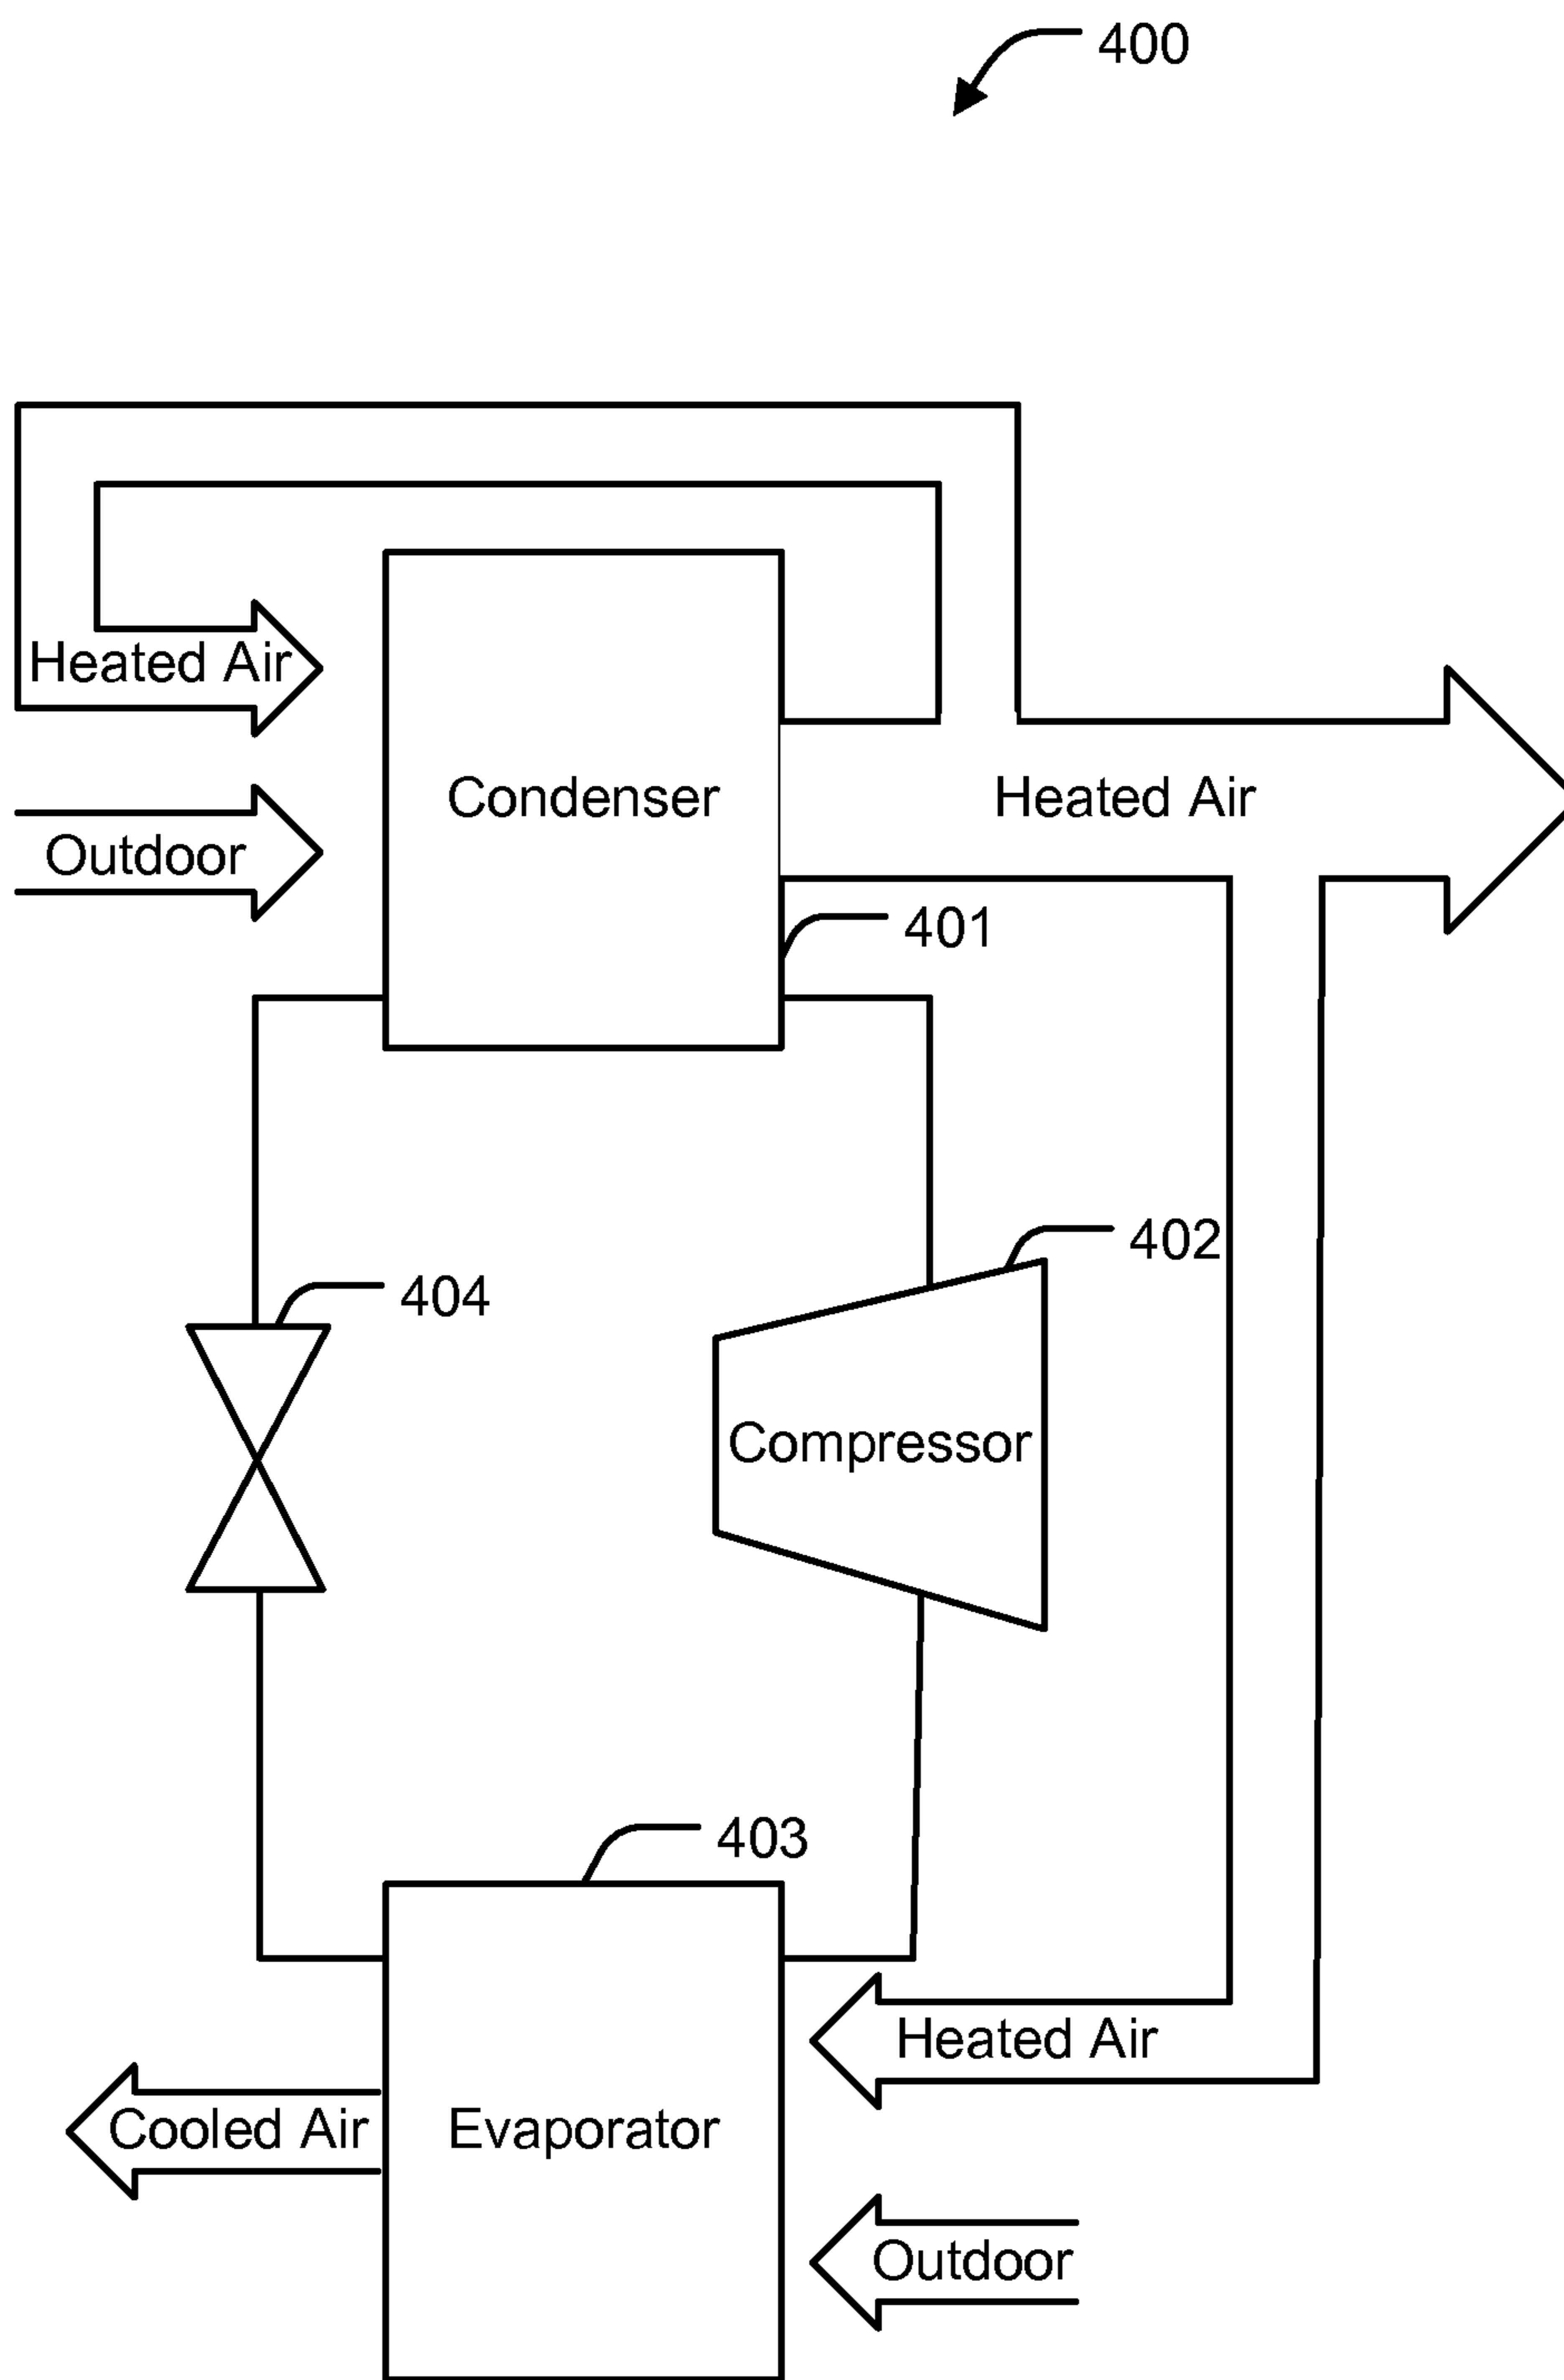 400
Heated Air
Condenser
Heated Air
Outdoor
401
402
404
Compressor
403
Heated Air
Cooled Air
Evaporator
Outdoor